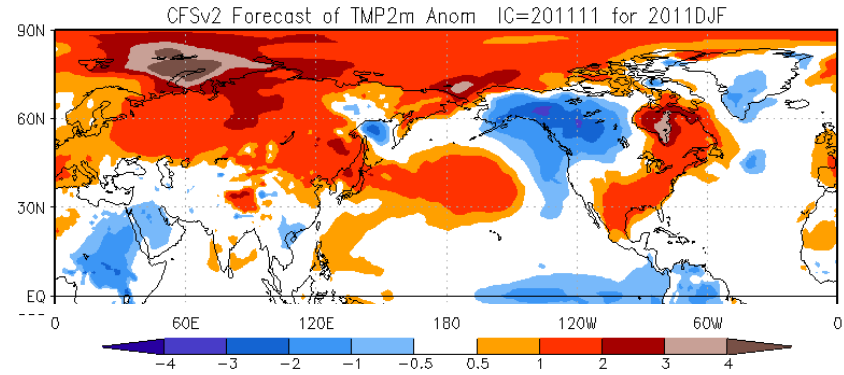 CFSv2 Forecast of TMP2m Anom IC=201111 for 2011DJF
90N
60N
30N
EQ
---
0 60E 120E 180 120W 60W 0
-4 -3 -2 -1 -0.5 0.5 1 2 3 4